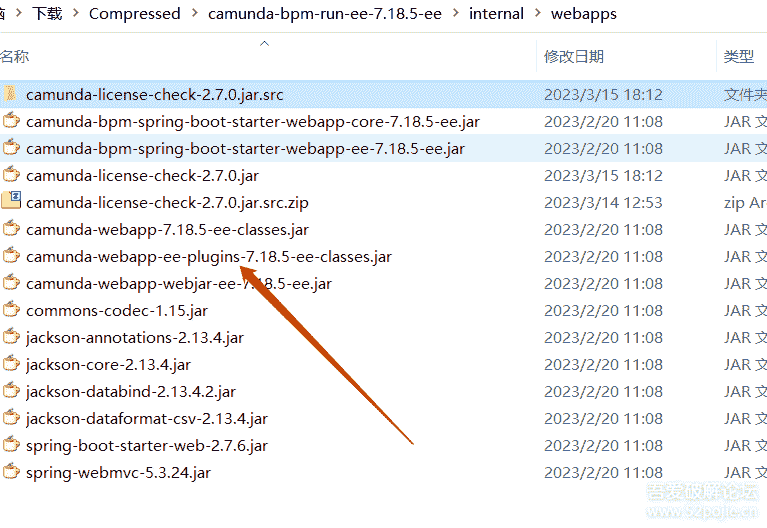 下载 > Compressed > camunda-bpm-run-ee-7.18.5-ee > internal > webapps
名称 修改日期 类型
camunda-license-check-2.7.0.jar.src 2023/3/15 18:12 文件夹
camunda-bpm-spring-boot-starter-webapp-core-7.18.5-ee.jar 2023/2/20 11:08 JAR 文
camunda-bpm-spring-boot-starter-webapp-ee-7.18.5-ee.jar 2023/2/20 11:08 JAR 文
camunda-license-check-2.7.0.jar 2023/3/15 18:12 JAR 文
camunda-license-check-2.7.0.jar.src.zip 2023/3/14 12:53 zip Ar
camunda-webapp-7.18.5-ee-classes.jar 2023/2/20 11:08 JAR 文
camunda-webapp-ee-plugins-7.18.5-ee-classes.jar 2023/2/20 11:08 JAR 文
camunda-webapp-webjar-ee-7.18.5-ee.jar 2023/2/20 11:08 JAR 文
commons-codec-1.15.jar 2023/2/20 11:08 JAR 文
jackson-annotations-2.13.4.jar 2023/2/20 11:08 JAR 文
jackson-core-2.13.4.jar 2023/2/20 11:08 JAR 文
jackson-databind-2.13.4.2.jar 2023/2/20 11:08 JAR 文
jackson-dataformat-csv-2.13.4.jar 2023/2/20 11:08 JAR 文
spring-boot-starter-web-2.7.6.jar 2023/2/20 11:08 JAR 文
spring-webmvc-5.3.24.jar 2023/2/20 11:08 JAR 文
吾爱破解论坛
www.52pojie.cn